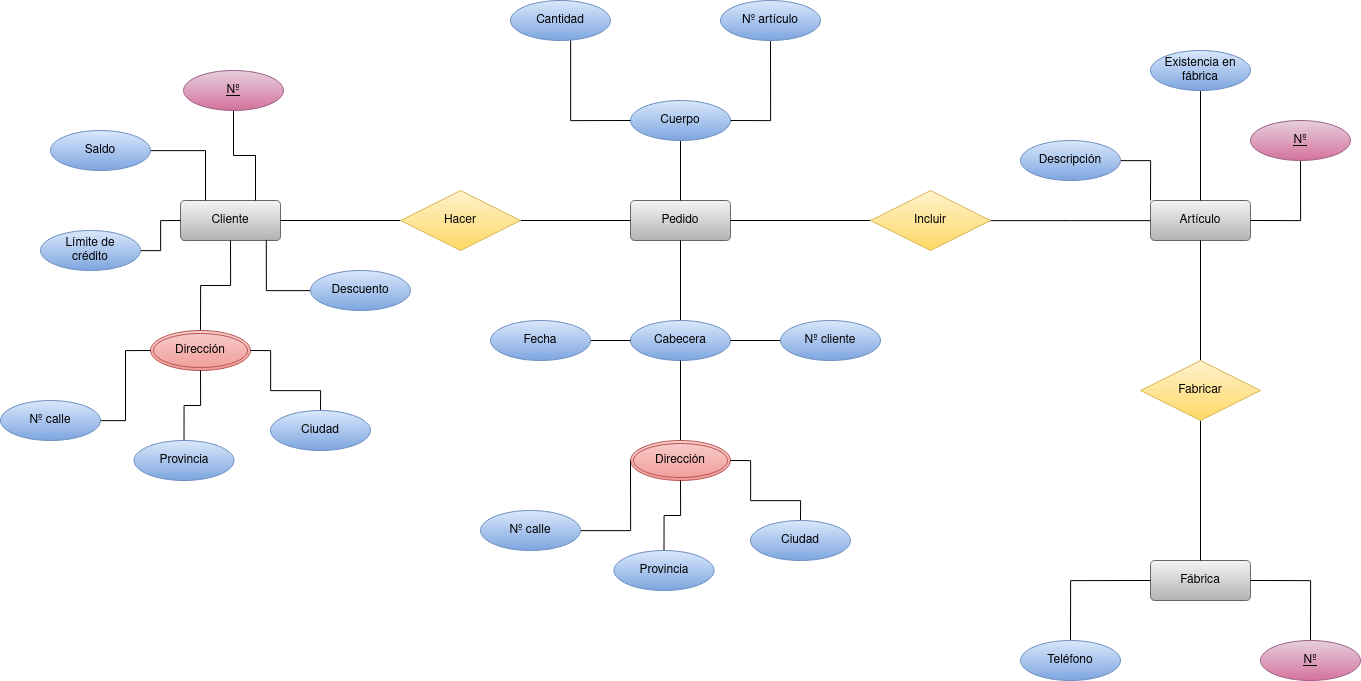 Cantidad
Nº artículo
Existencia en
fábrica
Nº
Cuerpo
Nº
Saldo
Descripción
Cliente
Hacer
Pedido
Incluir
Artículo
Límite de
crédito
Descuento
Dirección
Fecha
Cabecera
Nº cliente
Fabricar
Nº calle
Ciudad
Provincia
Dirección
Nº calle
Ciudad
Provincia
Fábrica
Teléfono
Nº